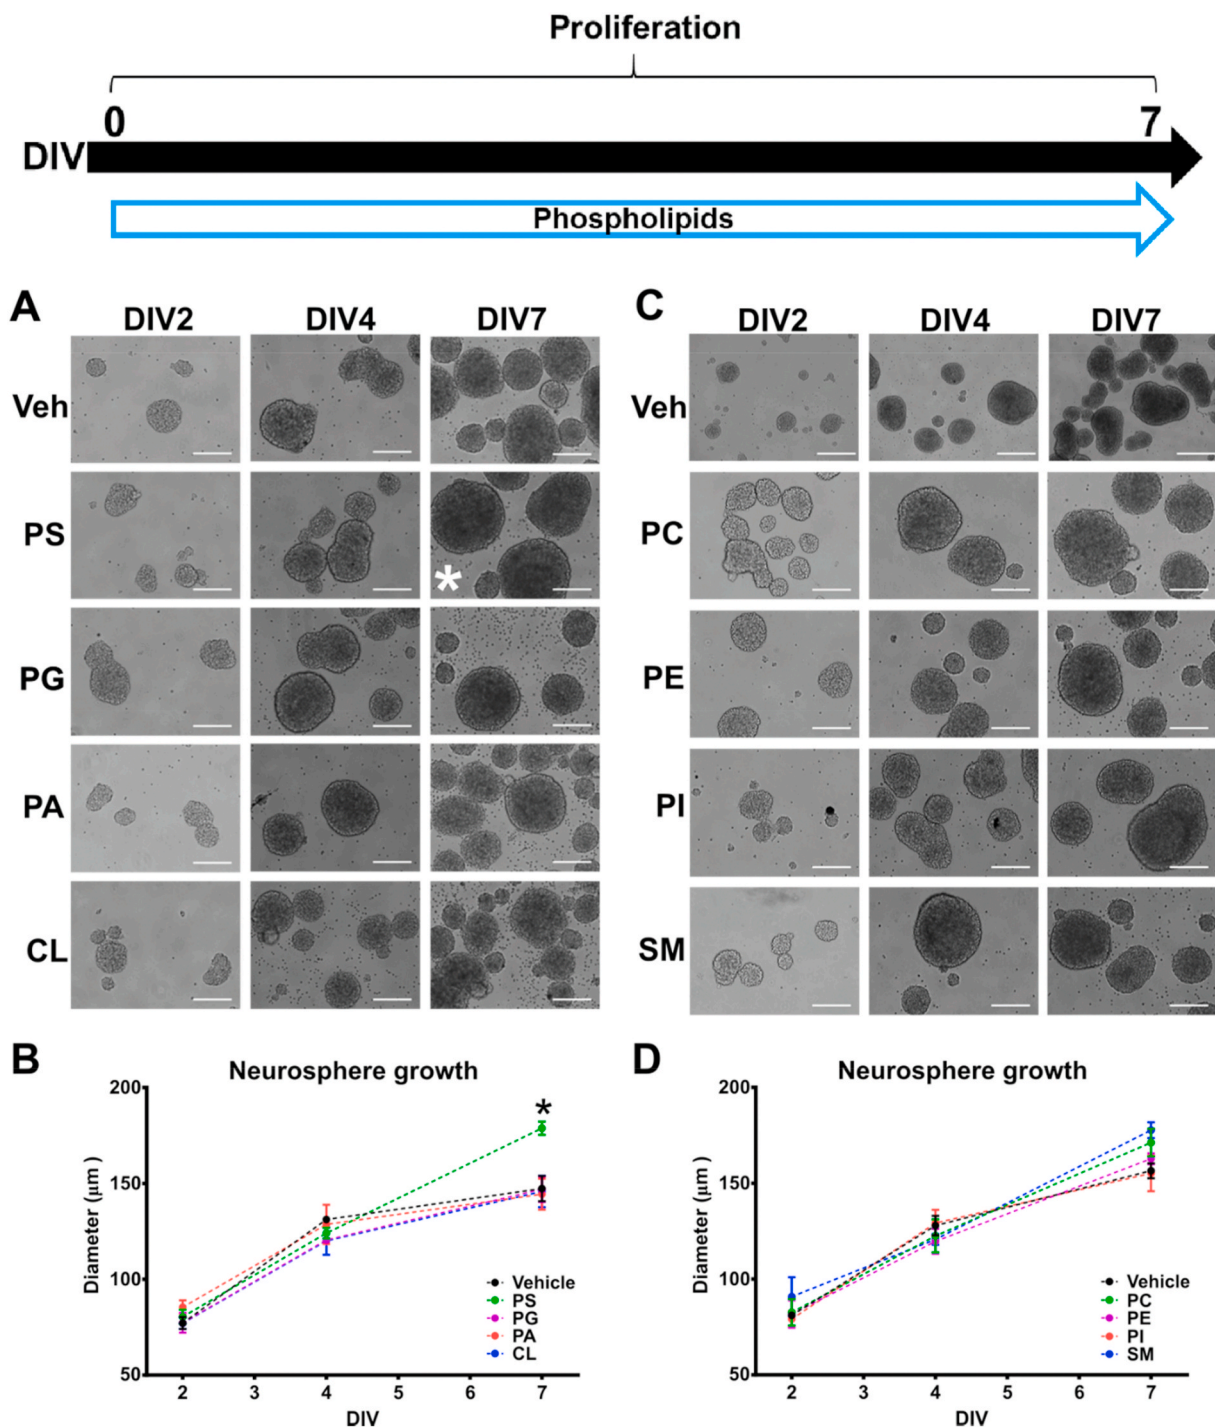 Proliferation
0 7
DIV
Phospholipids
A
DIV2 DIV4 DIV7
Veh
PS
*
PG
PA
CL
C
DIV2 DIV4 DIV7
Veh
PC
PE
PI
SM
B
Neurosphere growth
200
150
100
50
Diameter (μm)
*
Vehicle
PS
PG
PA
CL
2 3 4 5 6 7
DIV
D
Neurosphere growth
200
150
100
50
Diameter (μm)
Vehicle
PC
PE
PI
SM
2 3 4 5 6 7
DIV